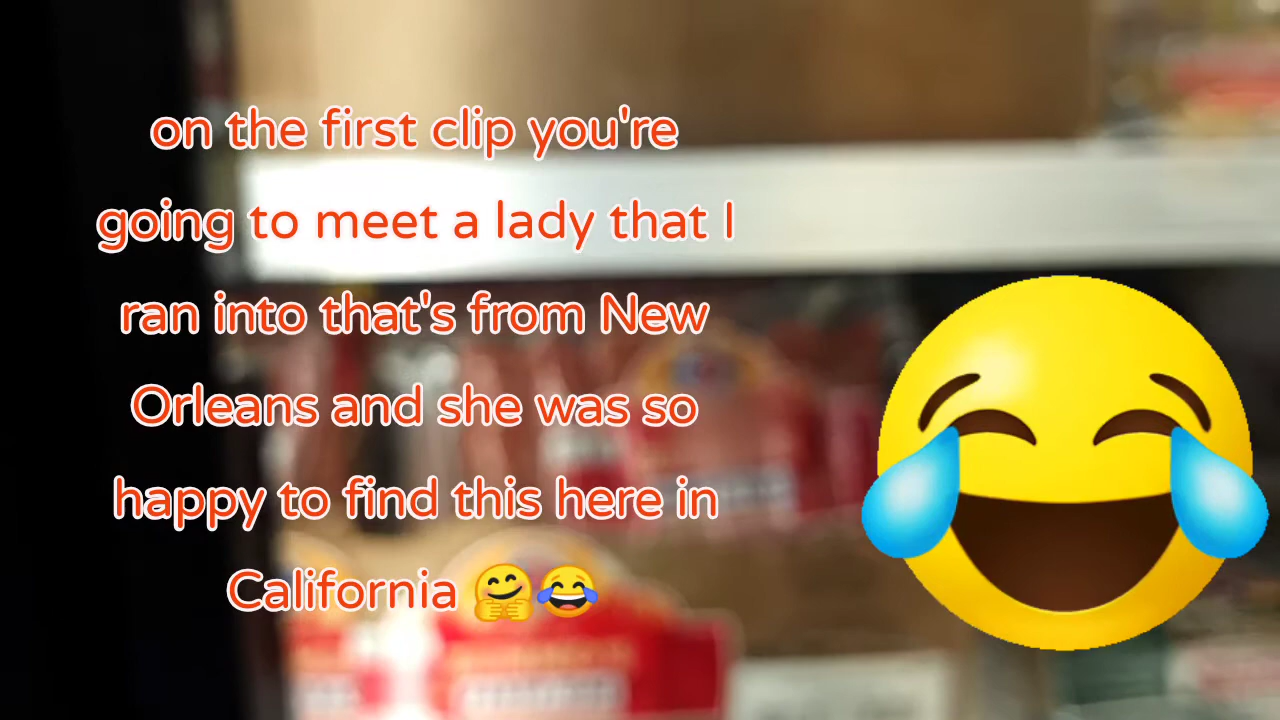 on the first clip you're
going to meet a lady that I
ran into that's from New
Orleans and she was so
happy to find this here in
California 🤗😂